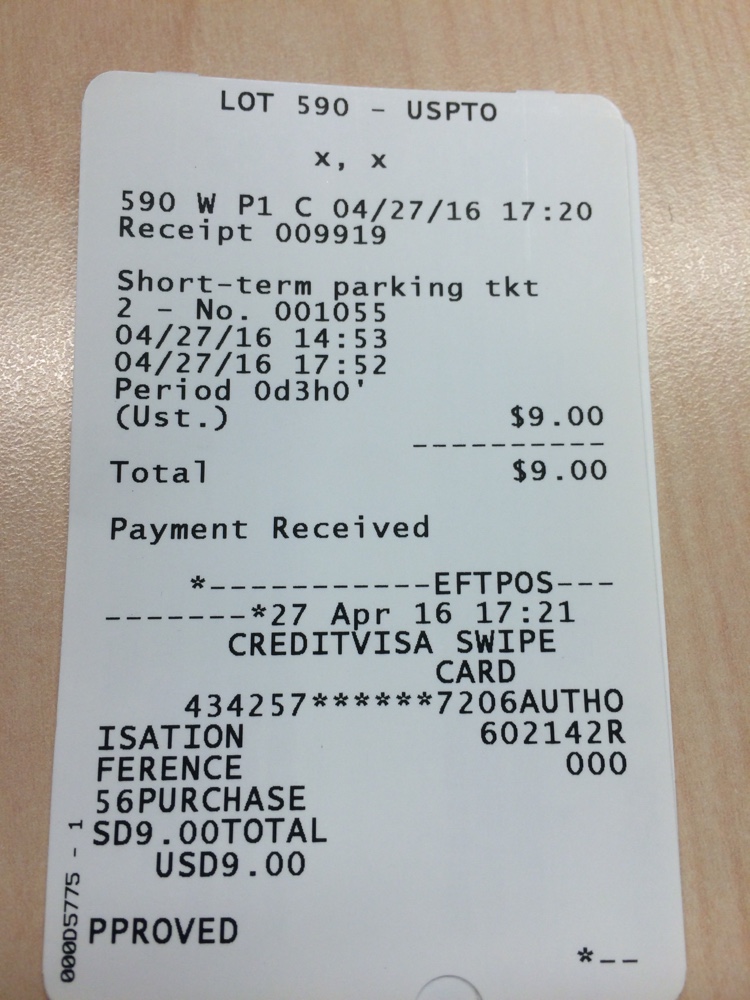 LOT 590 - USPTO
x, x
590 W P1 C 04/27/16 17:20
Receipt 009919
Short-term parking tkt
2 - No. 001055
04/27/16 14:53
04/27/16 17:52
Period 0d3h0'
(Ust.) $9.00
----------
Total $9.00
Payment Received
*-----------EFTPOS---
-------*27 Apr 16 17:21
CREDITVISA SWIPE
CARD
434257******7206AUTHO
ISATION 602142R
FERENCE 000
56PURCHASE
SD9.00TOTAL
USD9.00
PPROVED
*--
000D5775 - 1